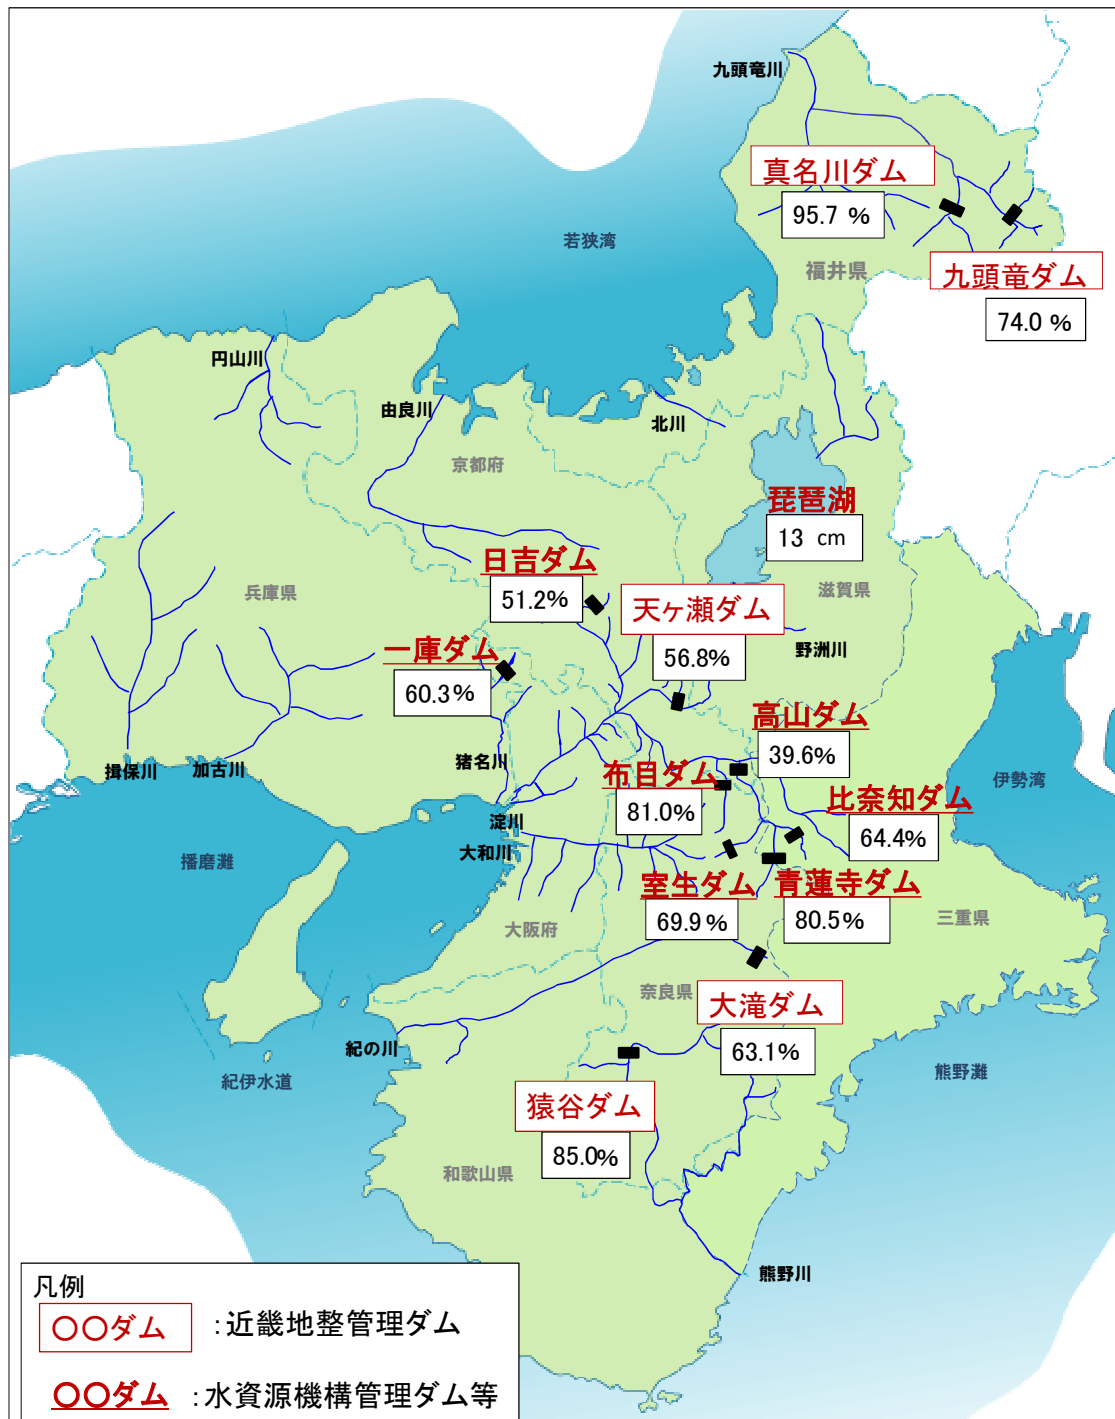 九頭竜川
真名川ダム
95.7 %
若狭湾
福井県
九頭竜ダム
74.0 %
円山川
由良川
北川
京都府
琵琶湖
13 cm
日吉ダム
51.2%
兵庫県
天ヶ瀬ダム
56.8%
滋賀県
野洲川
一庫ダム
60.3%
高山ダム
39.6%
猪名川
揖保川
加古川
布目ダム
81.0%
伊勢湾
比奈知ダム
64.4%
淀川
大和川
播磨灘
室生ダム
69.9%
青蓮寺ダム
80.5%
大阪府
三重県
奈良県
大滝ダム
63.1%
紀の川
紀伊水道
熊野灘
猿谷ダム
85.0%
和歌山県
熊野川
凡例
〇〇ダム :近畿地整管理ダム
〇〇ダム :水資源機構管理ダム等